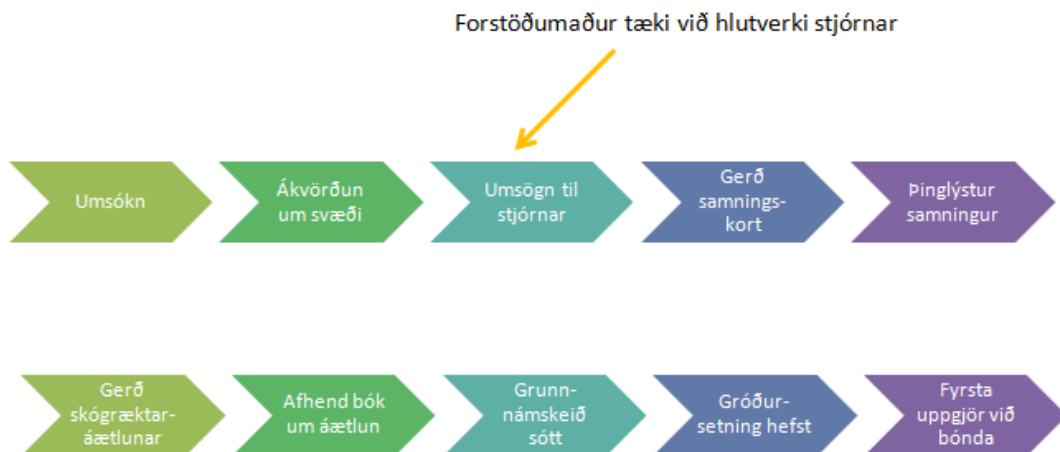 Forstöðumaður tæki við hlutverki stjórnar
Umsókn
Ákvörðun
um svæði
Umsögn til
stjórnar
Gerð
samnings-
kort
Þinglýstur
samningur
Gerð
skógræktar-
áætlunar
Afhend bók
um áætlun
Grunn-
námskeið
sótt
Gróður-
setning hefst
Fyrsta
uppgjör við
bónda